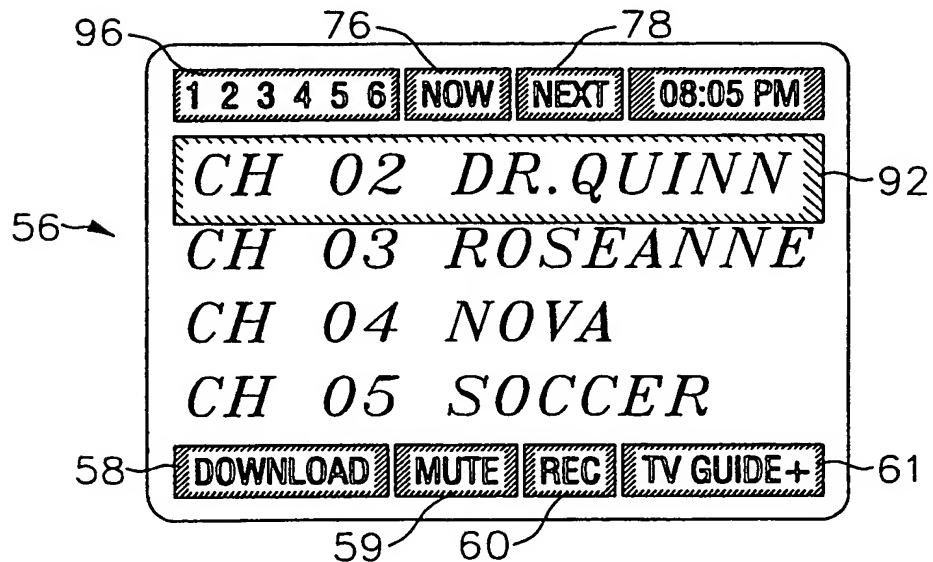 96 76 78
1 2 3 4 5 6 NOW NEXT 08:05 PM
CH 02 DR.QUINN 92
56
CH 03 ROSEANNE
CH 04 NOVA
CH 05 SOCCER
58 DOWNLOAD MUTE REC TV GUIDE+ 61
59 60